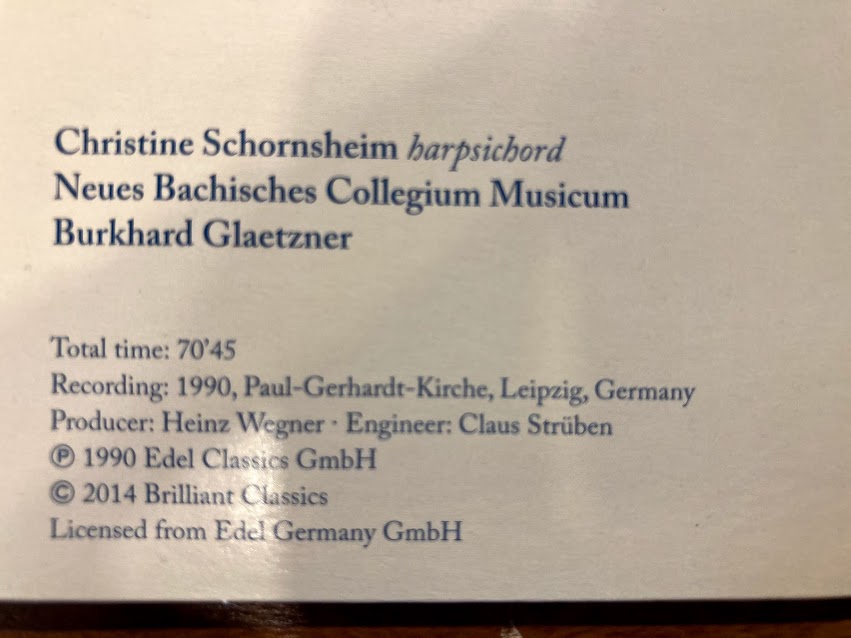 Christine Schornsheim harpsichord
Neues Bachisches Collegium Musicum
Burkhard Glaetzner
Total time: 70’45
Recording: 1990, Paul-Gerhardt-Kirche, Leipzig, Germany
Producer: Heinz Wegner · Engineer: Claus Strüben
℗ 1990 Edel Classics GmbH
© 2014 Brilliant Classics
Licensed from Edel Germany GmbH